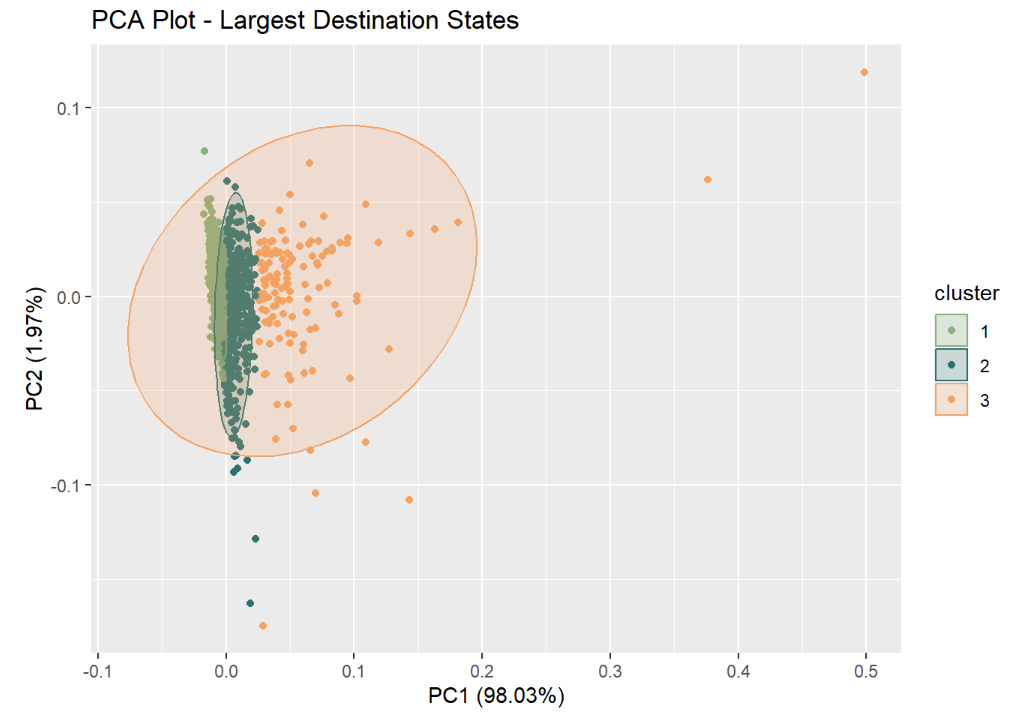 PCA Plot - Largest Destination States
0.1
0.0
-0.1
PC2 (1.97%)
-0.1 0.0 0.1 0.2 0.3 0.4 0.5
PC1 (98.03%)
cluster
1
2
3